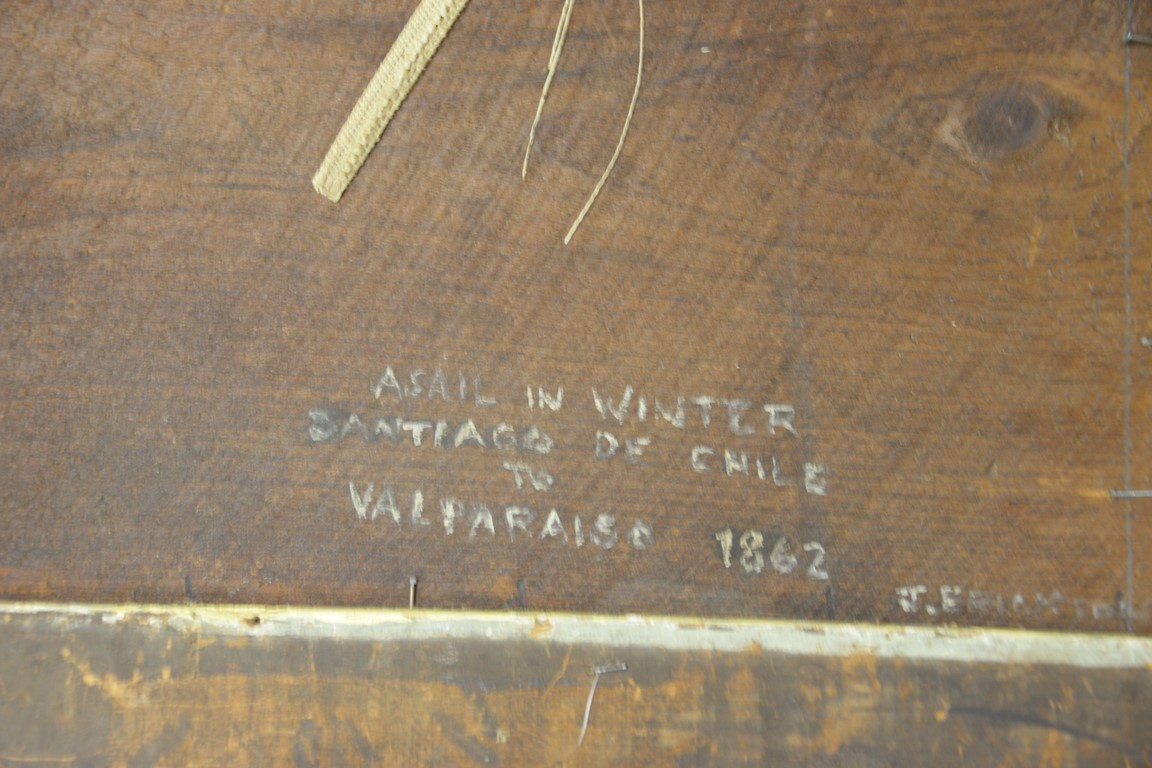 ASAIL IN WINTER
SANTIAGO DE CHILE
TO
VALPARAISO 1862
J.